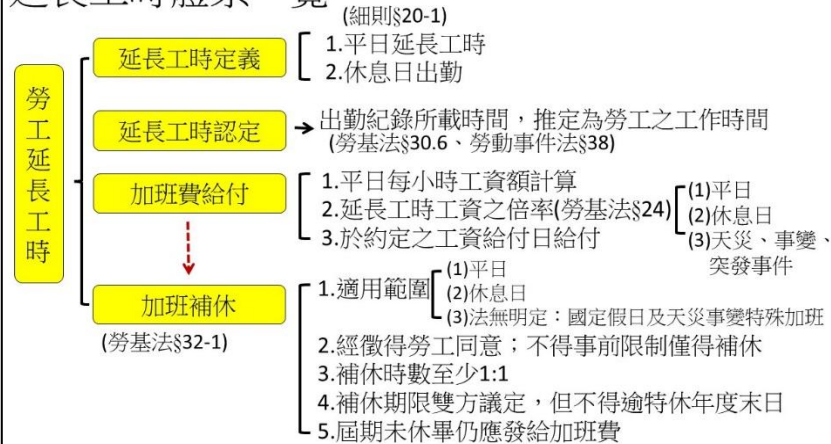 延長工時體系一覽
(細則§20-1)
勞工延長工時
延長工時定義
1.平日延長工時
2.休息日出勤
延長工時認定
出勤紀錄所載時間，推定為勞工之工作時間
(勞基法§30.6、勞動事件法§38)
加班費給付
1.平日每小時工資額計算
2.延長工時工資之倍率(勞基法§24)
(1)平日
(2)休息日
(3)天災、事變、
突發事件
3.於約定之工資給付日給付
加班補休
(勞基法§32-1)
1.適用範圍
(1)平日
(2)休息日
(3)法無明定：國定假日及天災事變特殊加班
2.經徵得勞工同意；不得事前限制僅得補休
3.補休時數至少1:1
4.補休期限雙方議定，但不得逾特休年度末日
5.屆期未休畢仍應發給加班費